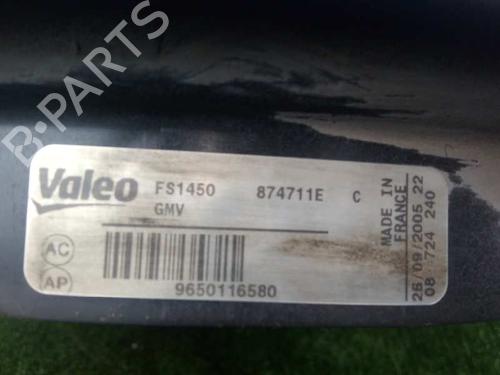 B-PARTS
Valeo FS1450 874711E C
GMV
AC
AP
9650116580
MADE IN
FRANCE
26/09/2005 22
08 724 240